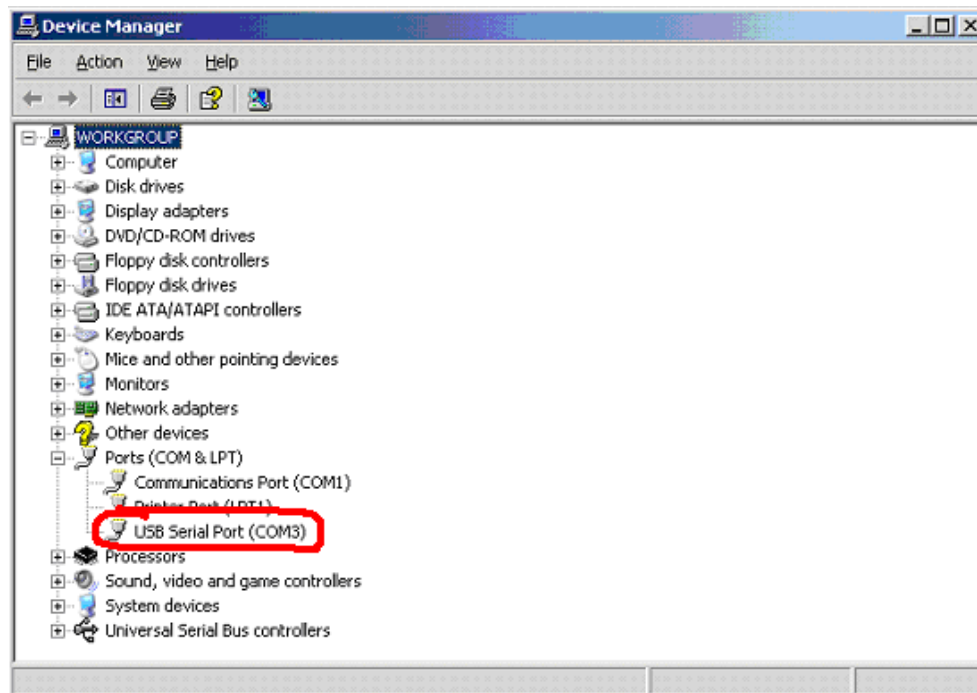 Device Manager
File Action View Help
WORKGROUP
Computer
Disk drives
Display adapters
DVD/CD-ROM drives
Floppy disk controllers
Floppy disk drives
IDE ATA/ATAPI controllers
Keyboards
Mice and other pointing devices
Monitors
Network adapters
Other devices
Ports (COM & LPT)
Communications Port (COM1)
Printer Port (LPT1)
USB Serial Port (COM3)
Processors
Sound, video and game controllers
System devices
Universal Serial Bus controllers